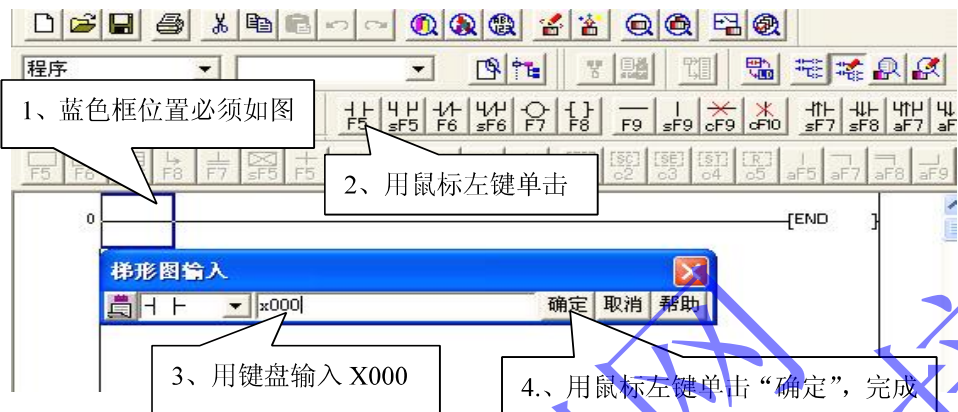 程序
1、蓝色框位置必须如图
F5 sF5 F6 sF6 F7 F8 F9 sF9 cF9 cF10 sF7 sF8 aF7 aF
2、用鼠标左键单击
F5 F6 F8 F7 sF5 F5 c2 c3 c4 c5 aF5 aF7 aF8 aF9
0
END
梯形图输入
x000 确定 取消 帮助
3、用键盘输入 X000
4.、用鼠标左键单击“确定”，完成